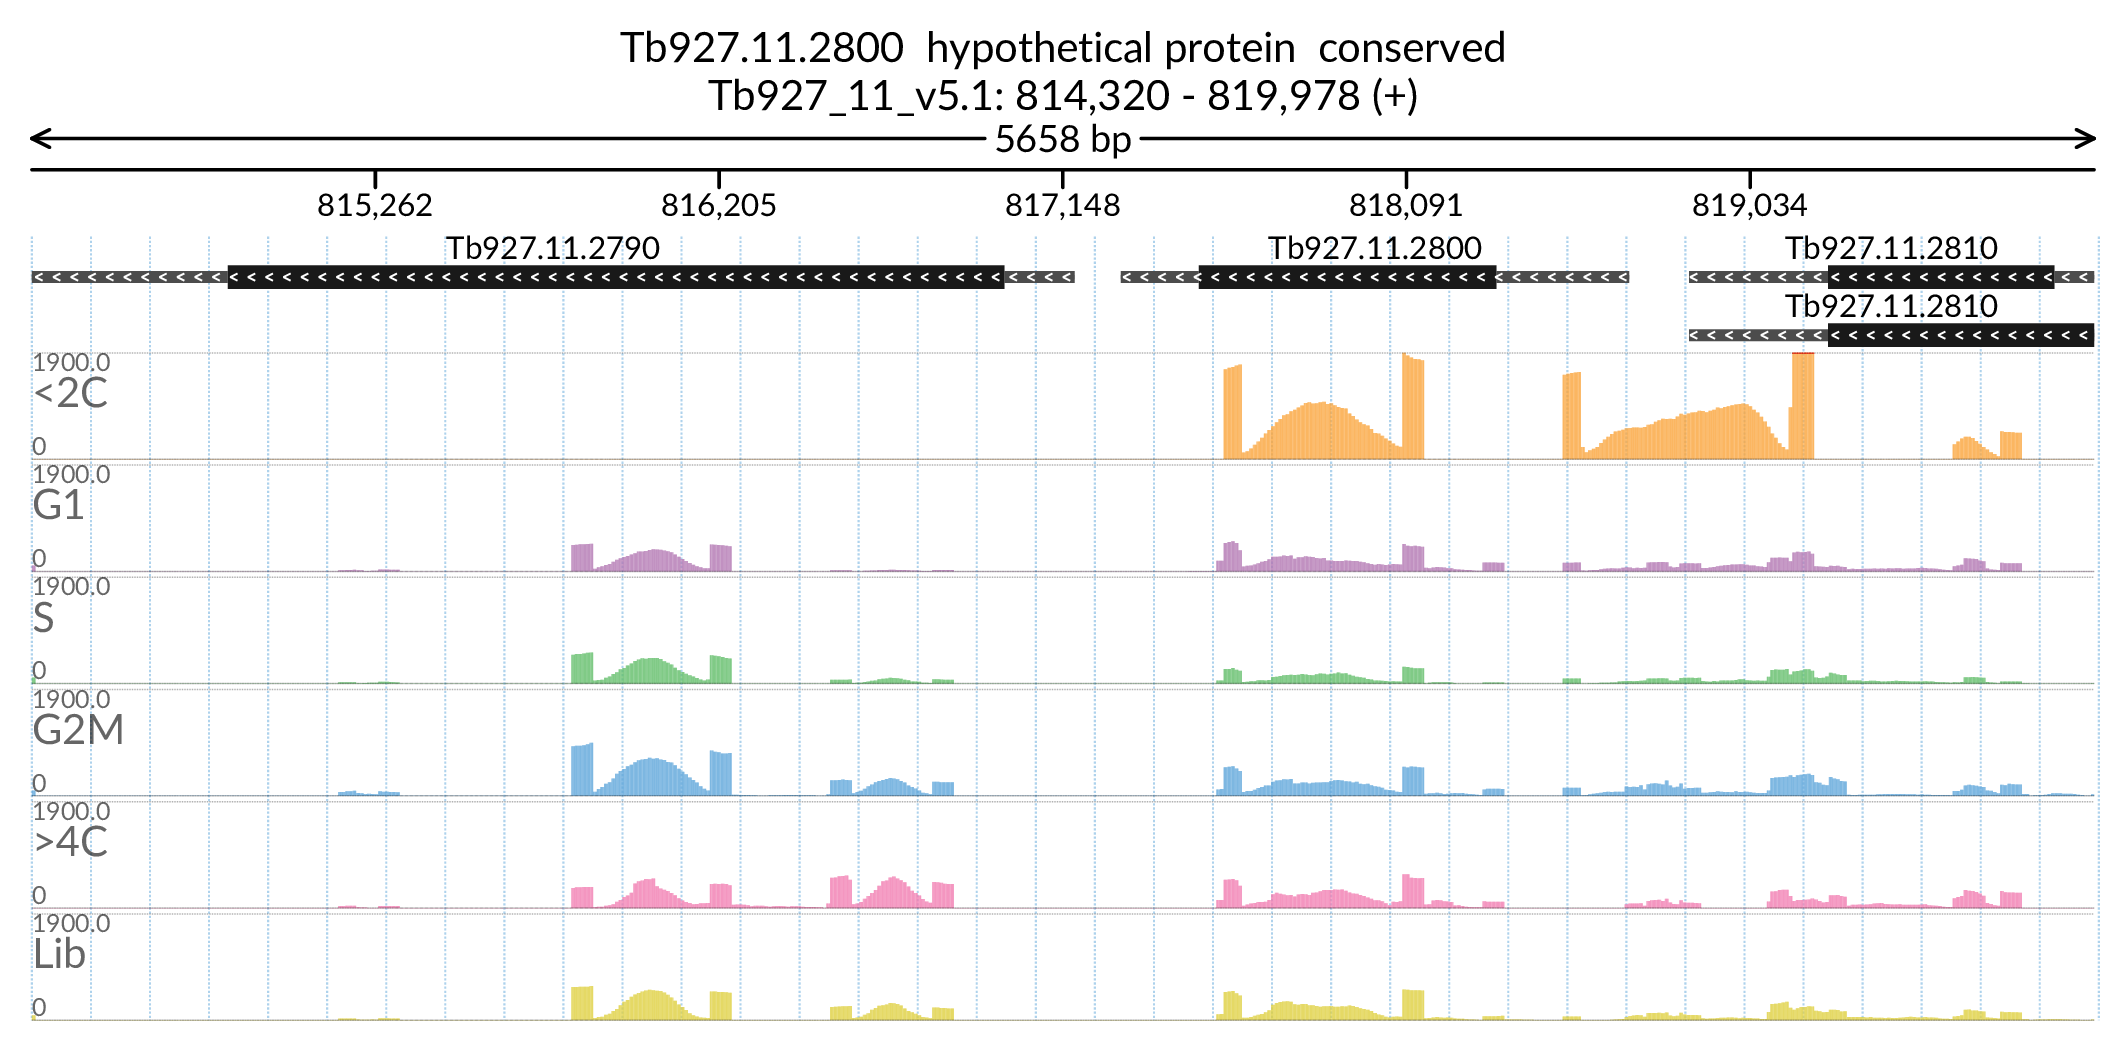 Tb927.11.2800  hypothetical protein  conserved
Tb927_11_v5.1: 814,320 - 819,978 (+)
5658 bp
815,262 816,205 817,148 818,091 819,034
Tb927.11.2790 Tb927.11.2800 Tb927.11.2810
Tb927.11.2810
1900.0
<2C
0
1900.0
G1
0
1900.0
S
0
1900.0
G2M
0
1900.0
>4C
0
1900.0
Lib
0